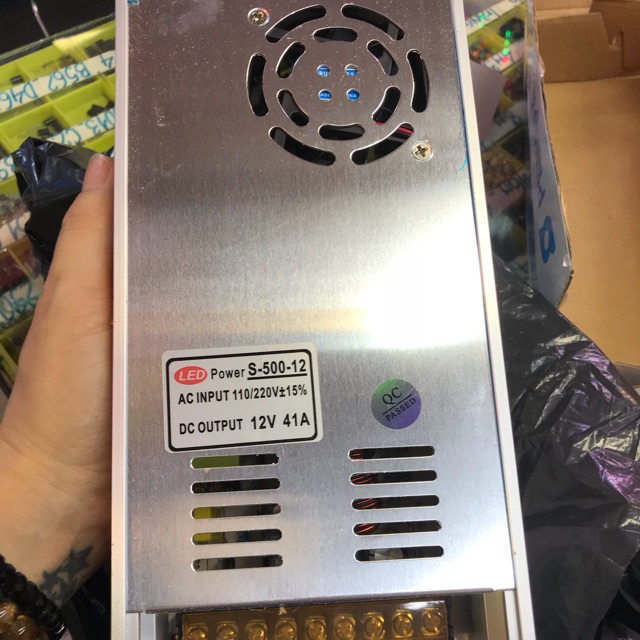 LED Power S-500-12
AC INPUT 110/220V±15%
DC OUTPUT 12V 41A
QC
PASSED